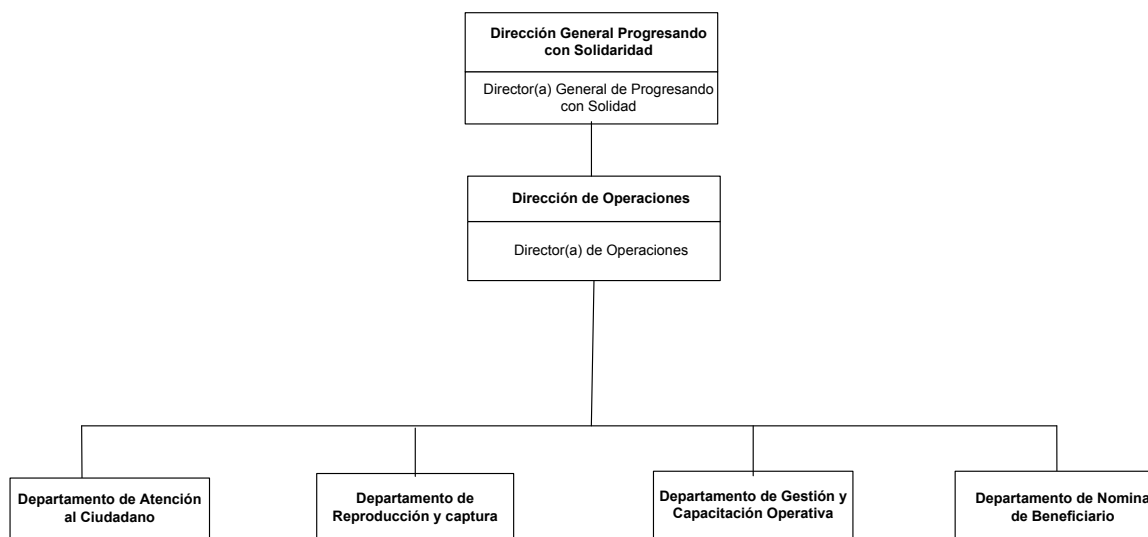 Dirección General Progresando
con Solidaridad
Director(a) General de Progresando
con Solidad
Dirección de Operaciones
Director(a) de Operaciones
Departamento de Atención
al Ciudadano
Departamento de
Reproducción y captura
Departamento de Gestión y
Capacitación Operativa
Departamento de Nomina
de Beneficiario